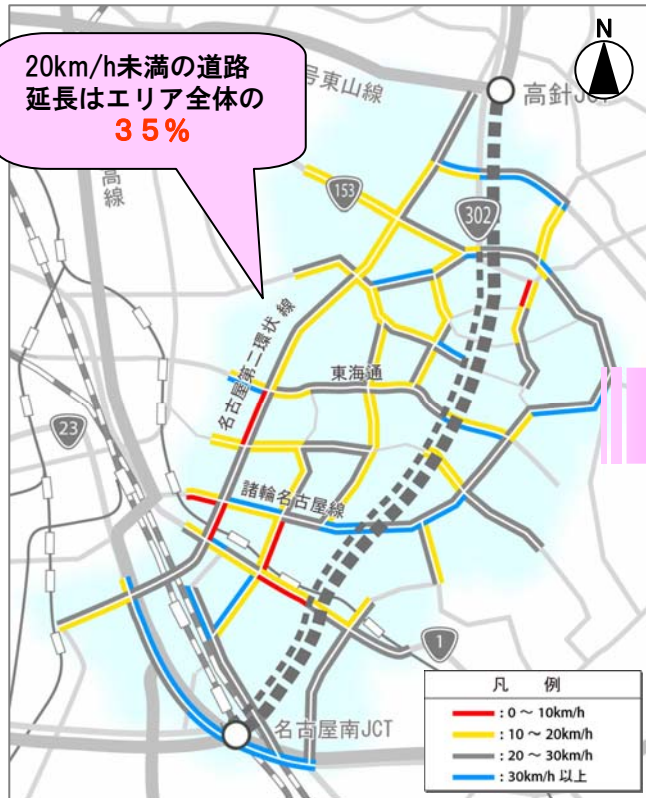 20km/h未満の道路
延長はエリア全体の
35%
N
号東山線
高針JCT
高線
153
302
名古屋第二環状線
東海通
23
諸輪名古屋線
1
名古屋南JCT
凡 例
: 0 ～ 10km/h
: 10 ～ 20km/h
: 20 ～ 30km/h
: 30km/h 以上